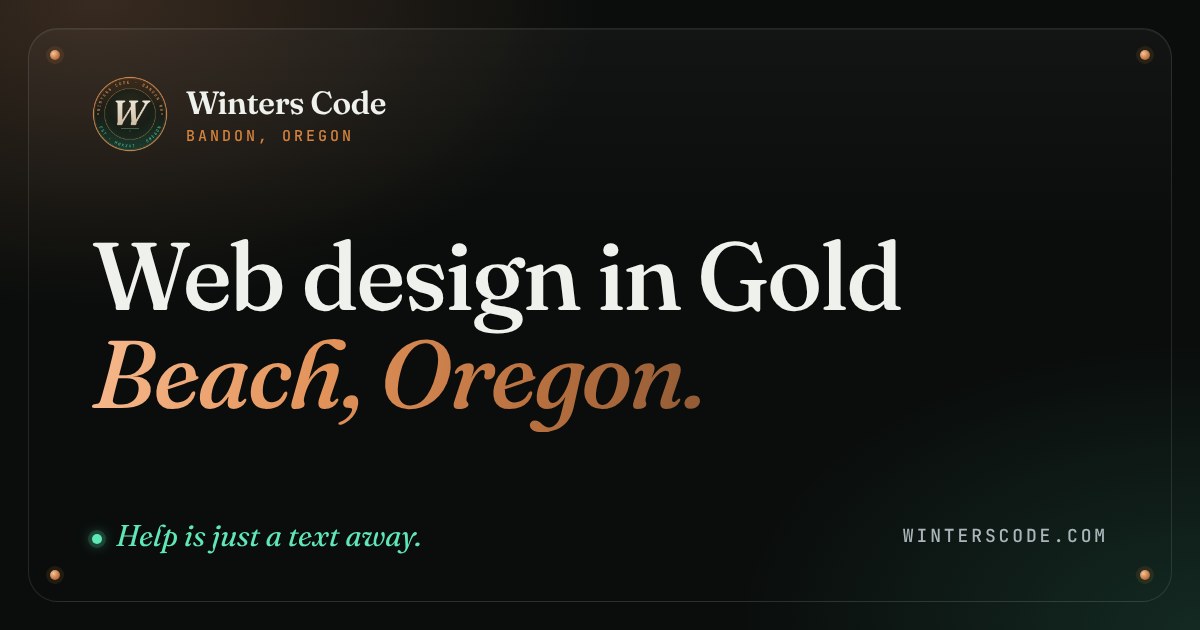 W
Winters Code
BANDON, OREGON
Web design in Gold
Beach, Oregon.
Help is just a text away.
WINTERSCODE.COM